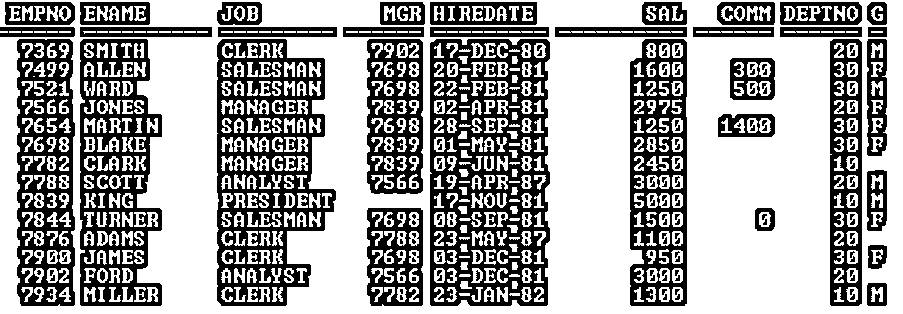 EMPNO ENAME JOB MGR HIREDATE SAL COMM DEPTNO G
7369 SMITH CLERK 7902 17-DEC-80 800 20 M
7499 ALLEN SALESMAN 7698 20-FEB-81 1600 300 30 F
7521 WARD SALESMAN 7698 22-FEB-81 1250 500 30 M
7566 JONES MANAGER 7839 02-APR-81 2975 20 F
7654 MARTIN SALESMAN 7698 28-SEP-81 1250 1400 30 F
7698 BLAKE MANAGER 7839 01-MAY-81 2850 30 F
7782 CLARK MANAGER 7839 09-JUN-81 2450 10
7788 SCOTT ANALYST 7566 19-APR-87 3000 20 M
7839 KING PRESIDENT 17-NOV-81 5000 10 M
7844 TURNER SALESMAN 7698 08-SEP-81 1500 0 30 F
7876 ADAMS CLERK 7788 23-MAY-87 1100 20
7900 JAMES CLERK 7698 03-DEC-81 950 30 F
7902 FORD ANALYST 7566 03-DEC-81 3000 20
7934 MILLER CLERK 7782 23-JAN-82 1300 10 M